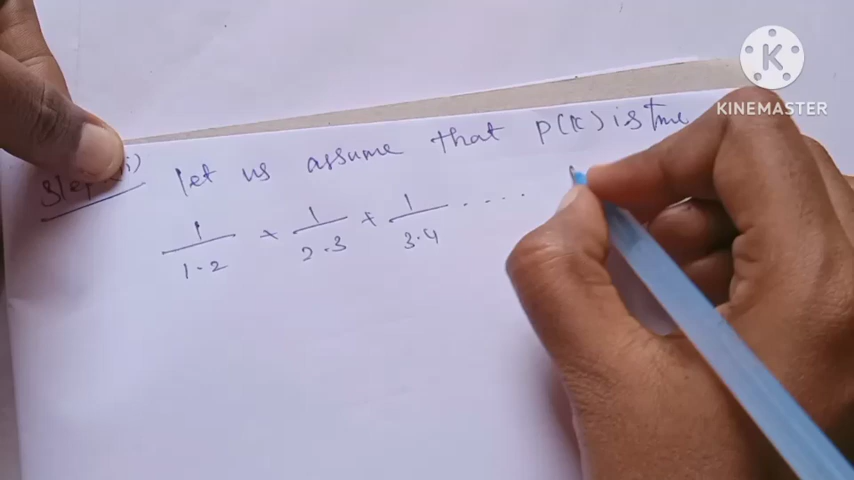 KINEMASTER
let us assume that P(k) is true
1/1·2 + 1/2·3 + 1/3·4 ....